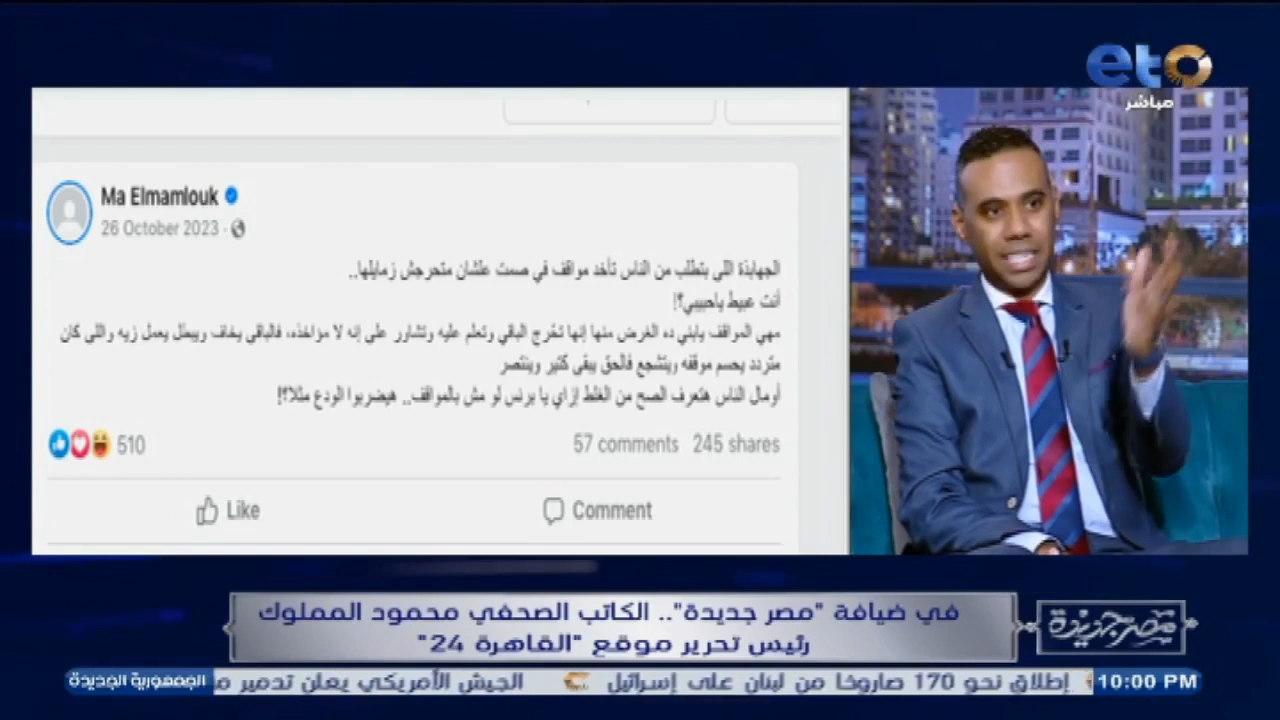 etc
مباشر
Ma Elmamlouk
26 October 2023
الجهابذة اللي بتطلب من الناس تأخد مواقف في صمت علشان متحرجش زمايلها..
أنت عبيط ياحبيبي؟!
مهي المواقف يابني ده الغرض منها إنها تحرج الباقي وتعلم عليه وتشاور على إنه لا مؤاخذه، فالباقي يخاف ويبطل يعمل زيه واللي كان
متردد يحسم موقفه ويتشجع فالحق يبقى كتير وينتصر
أومال الناس هتعرف الصح من الغلط إزاي يا برنس لو مش بالمواقف.. هيضربوا الودع مثلا؟!
510
57 comments 245 shares
Like
Comment
في ضيافة "مصر جديدة".. الكاتب الصحفي محمود المملوك
رئيس تحرير موقع "القاهرة 24"
مصر جديدة
10:00 PM إطلاق نحو 170 صاروخا من لبنان على إسرائيل الجيش الأمريكي يعلن تدمير م الجمهورية الجديدة